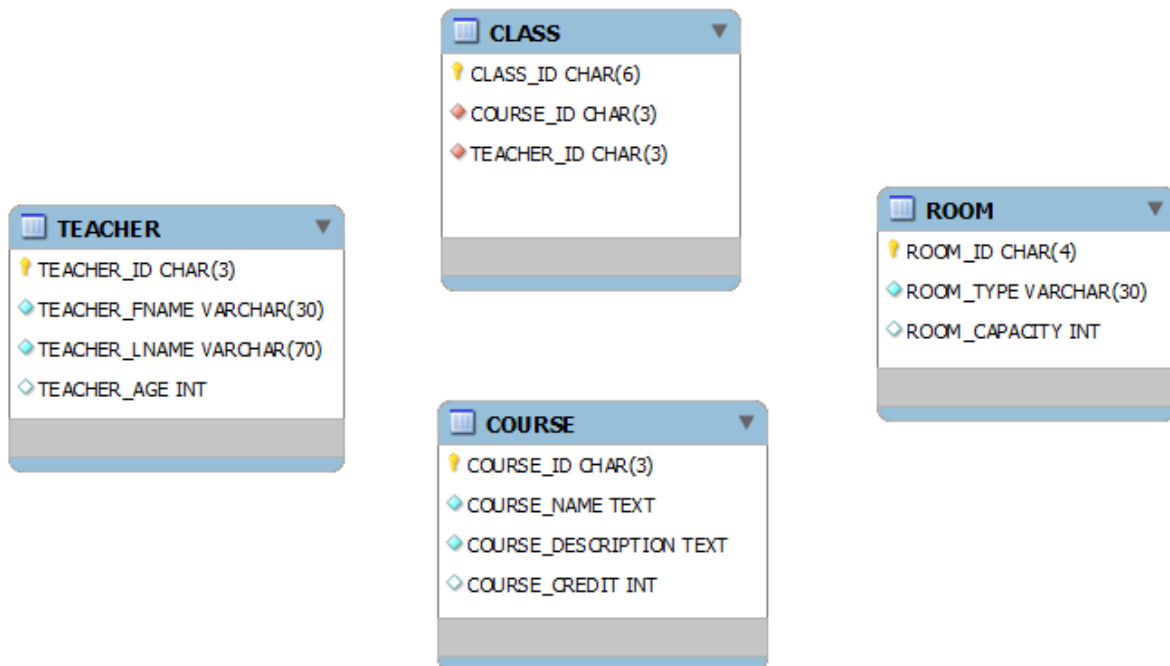 CLASS
CLASS_ID CHAR(6)
COURSE_ID CHAR(3)
TEACHER_ID CHAR(3)
TEACHER
TEACHER_ID CHAR(3)
TEACHER_FNAME VARCHAR(30)
TEACHER_LNAME VARCHAR(70)
TEACHER_AGE INT
ROOM
ROOM_ID CHAR(4)
ROOM_TYPE VARCHAR(30)
ROOM_CAPACITY INT
COURSE
COURSE_ID CHAR(3)
COURSE_NAME TEXT
COURSE_DESCRIPTION TEXT
COURSE_CREDIT INT